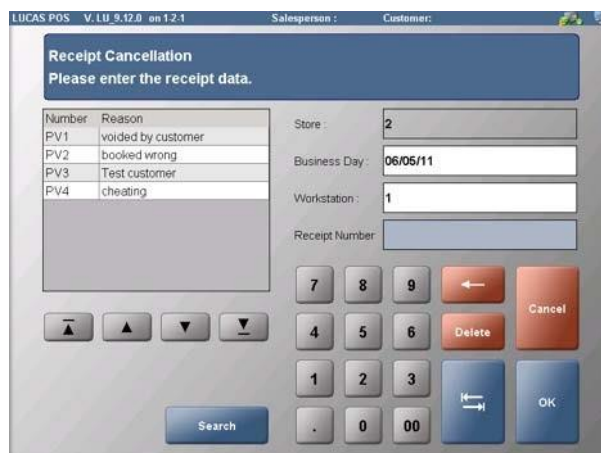 LUCAS POS V. LU_9.12.0 on 1-2-1 Salesperson : Customer:
Receipt Cancellation
Please enter the receipt data.
Number Reason
PV1 voided by customer
PV2 booked wrong
PV3 Test customer
PV4 cheating
Store : 2
Business Day : 06/05/11
Workstation : 1
Receipt Number
7 8 9
Cancel
4 5 6 Delete
1 2 3
OK
Search . 0 00